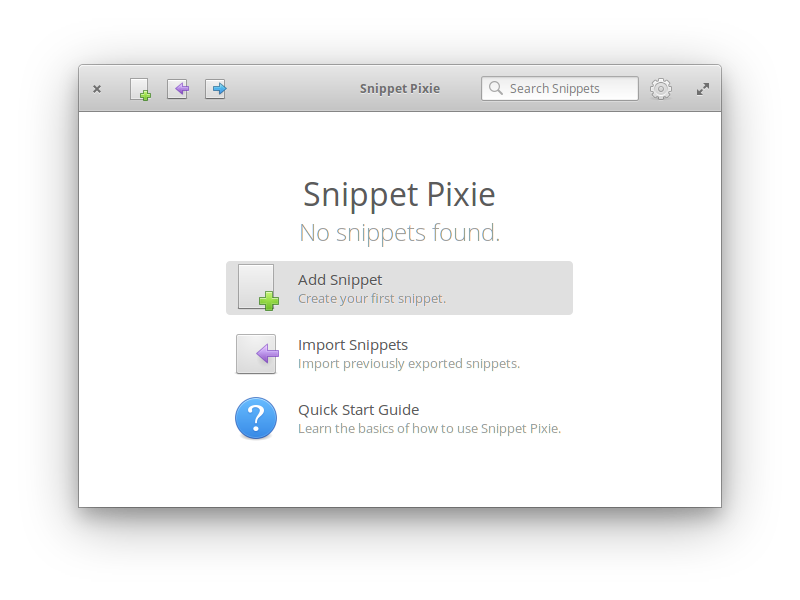 Snippet Pixie
Search Snippets
Snippet Pixie
No snippets found.
Add Snippet
Create your first snippet.
Import Snippets
Import previously exported snippets.
?
Quick Start Guide
Learn the basics of how to use Snippet Pixie.